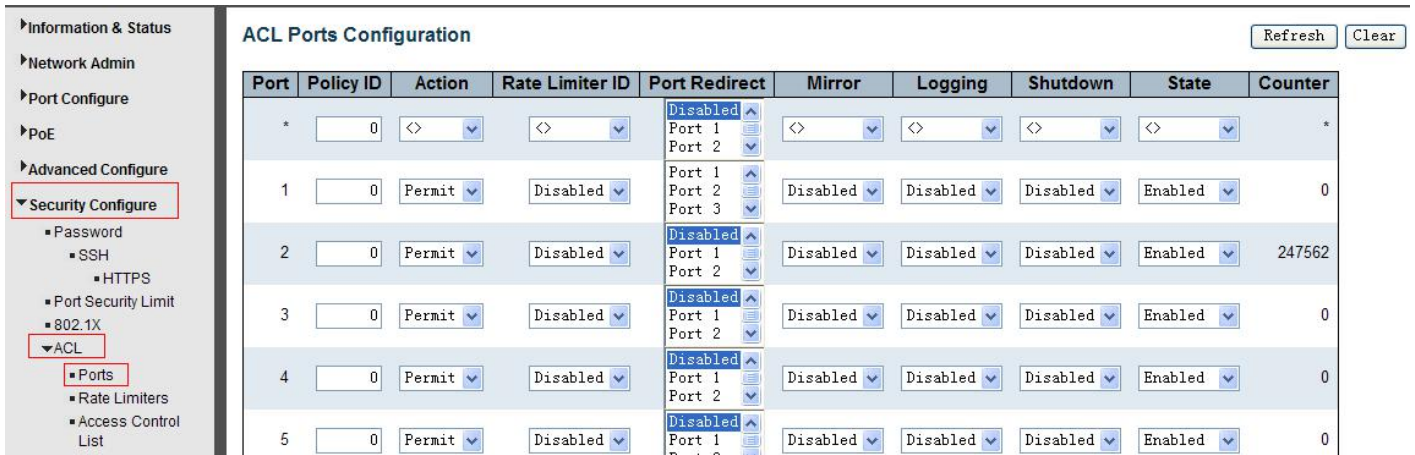 Information & Status
Network Admin
Port Configure
PoE
Advanced Configure
Security Configure
Password
SSH
HTTPS
Port Security Limit
802.1X
ACL
Ports
Rate Limiters
Access Control
List
ACL Ports Configuration
Refresh Clear
Port Policy ID Action Rate Limiter ID Port Redirect Mirror Logging Shutdown State Counter
* 0 <> <> Disabled Port 1 Port 2 <> <> <> <> *
1 0 Permit Disabled Port 1 Port 2 Port 3 Disabled Disabled Disabled Enabled 0
2 0 Permit Disabled Disabled Port 1 Port 2 Disabled Disabled Disabled Enabled 247562
3 0 Permit Disabled Disabled Port 1 Port 2 Disabled Disabled Disabled Enabled 0
4 0 Permit Disabled Disabled Port 1 Port 2 Disabled Disabled Disabled Enabled 0
5 0 Permit Disabled Disabled Port 1 Disabled Disabled Disabled Enabled 0